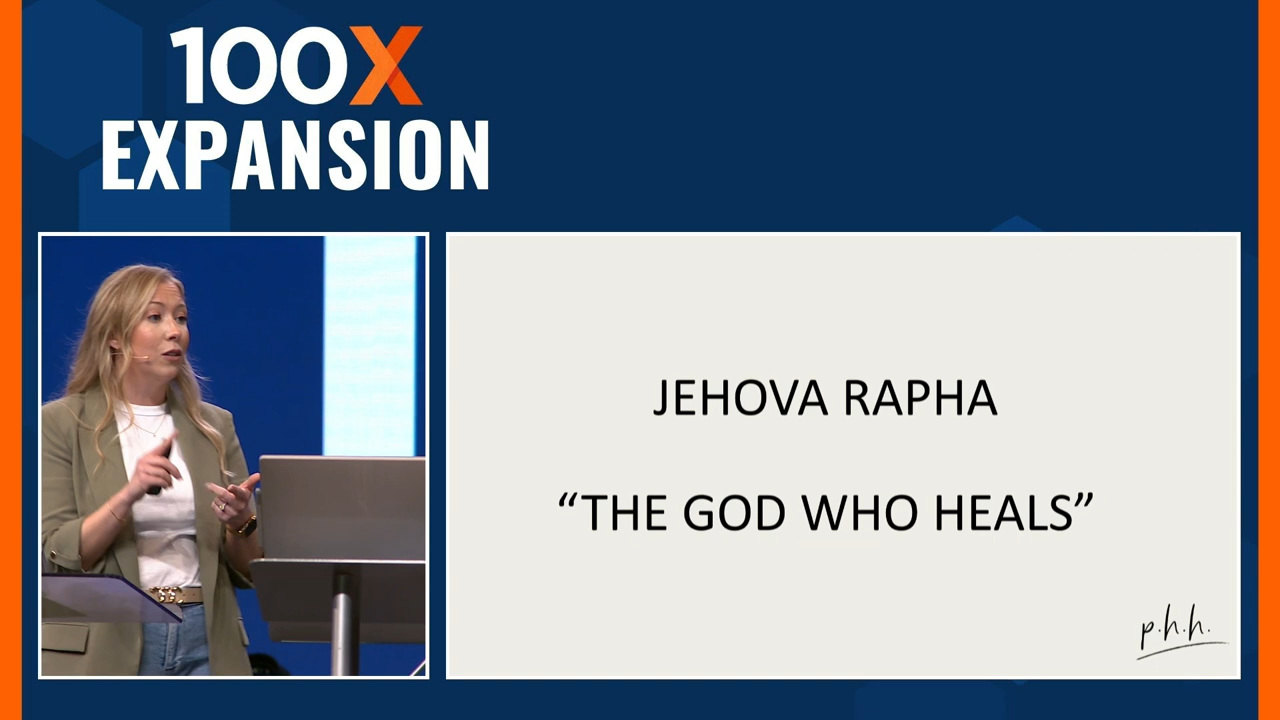 100X
EXPANSION
JEHOVA RAPHA
“THE GOD WHO HEALS”
p.h.h.